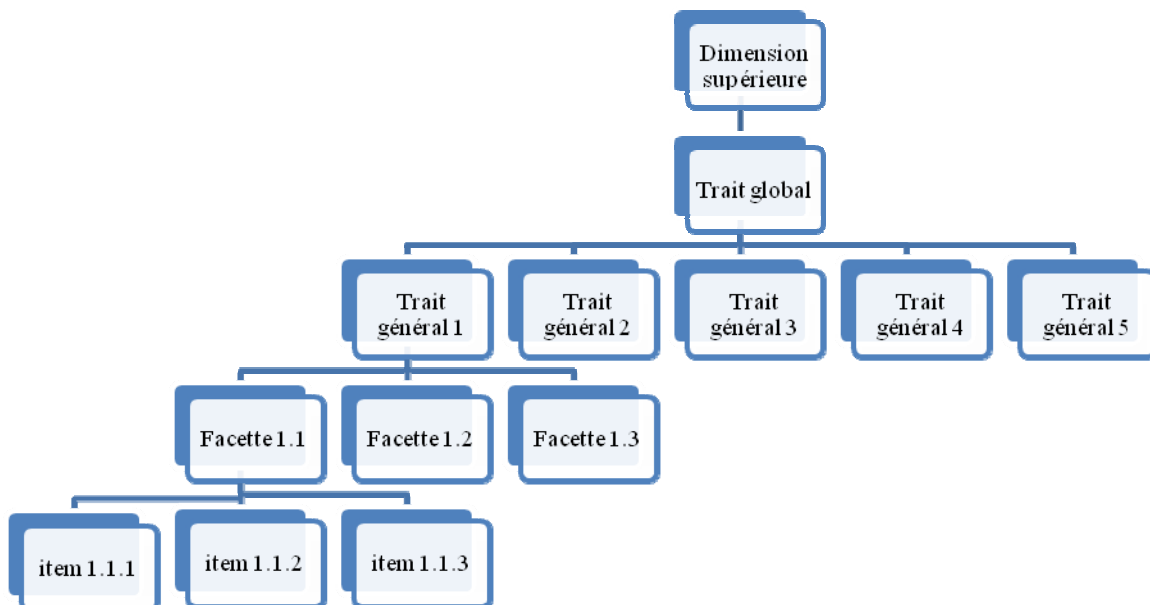 Dimension
supérieure
Trait global
Trait
général 1
Trait
général 2
Trait
général 3
Trait
général 4
Trait
général 5
Facette 1.1
Facette 1.2
Facette 1.3
item 1.1.1
item 1.1.2
item 1.1.3